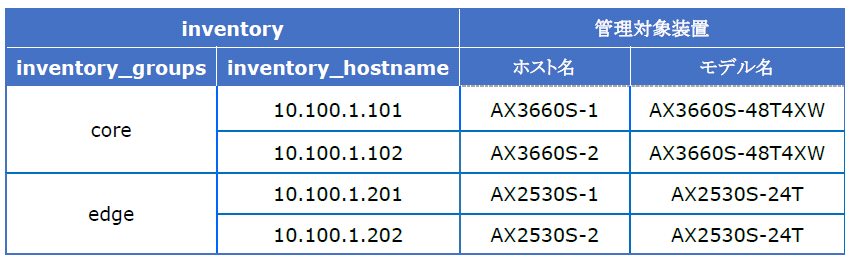 inventory 管理対象装置
inventory_groups inventory_hostname ホスト名 モデル名
core 10.100.1.101 AX3660S-1 AX3660S-48T4XW
10.100.1.102 AX3660S-2 AX3660S-48T4XW
edge 10.100.1.201 AX2530S-1 AX2530S-24T
10.100.1.202 AX2530S-2 AX2530S-24T